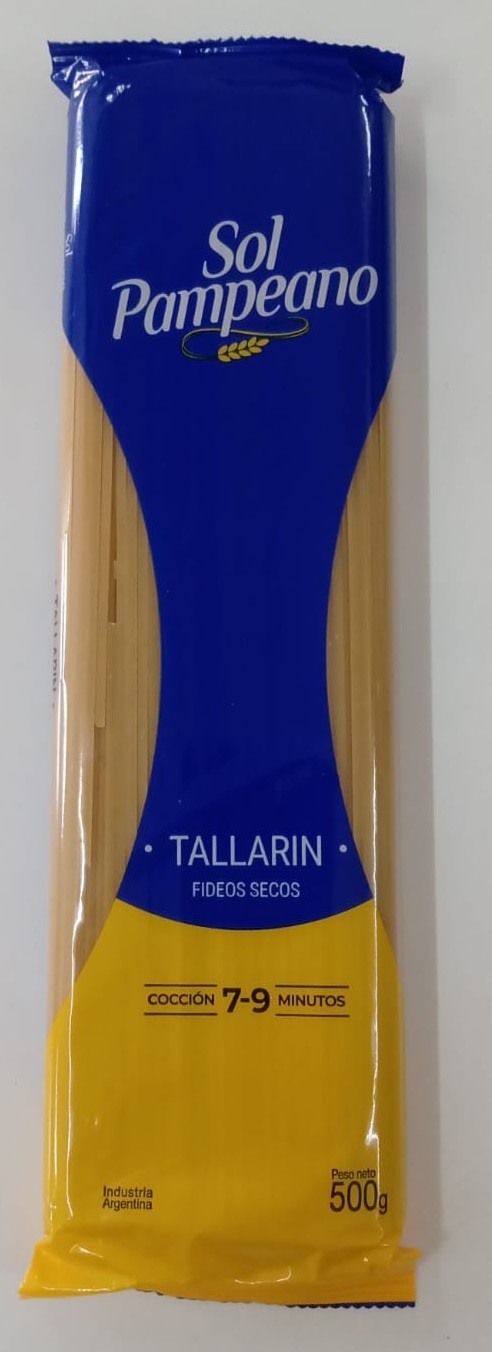 Sol
Pampeano
· TALLARIN ·
FIDEOS SECOS
COCCIÓN 7-9 MINUTOS
Industria
Argentina
Peso neto
500g